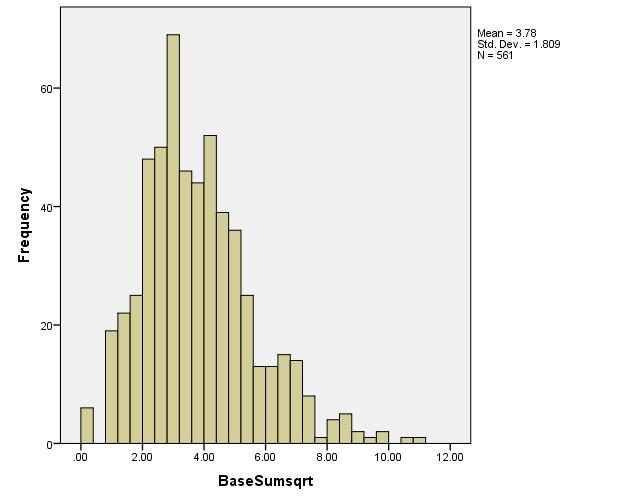 Mean = 3.78
Std. Dev. = 1.809
N = 561
60
40
20
0
Frequency
.00 2.00 4.00 6.00 8.00 10.00 12.00
BaseSumsqrt